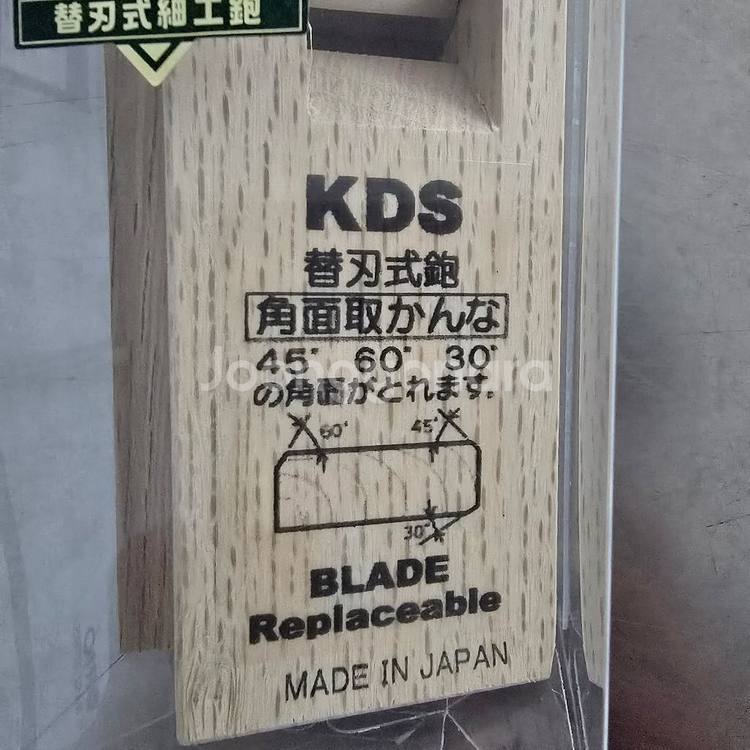 替刃式細工鉋
KDS
替刃式鉋
角面取かんな
45° 60° 30°
の角面がとれます。
60° 45°
30°
BLADE
Replaceable
MADE IN JAPAN